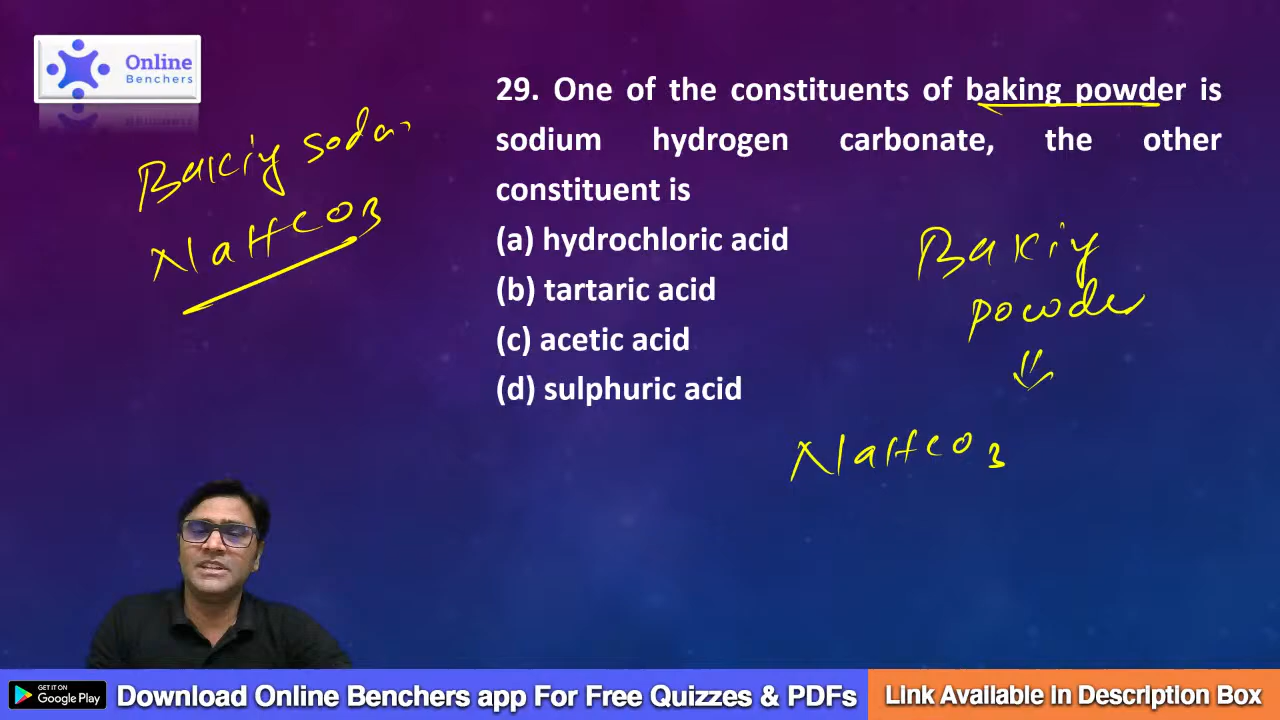 Online
Benchers
29. One of the constituents of baking powder is
sodium hydrogen carbonate, the other
constituent is
(a) hydrochloric acid
(b) tartaric acid
(c) acetic acid
(d) sulphuric acid
Baking soda,
NaHCO3
Baking
powder
NaHCO3
GET IT ON
Google Play
Download Online Benchers app For Free Quizzes & PDFs
Link Available In Description Box